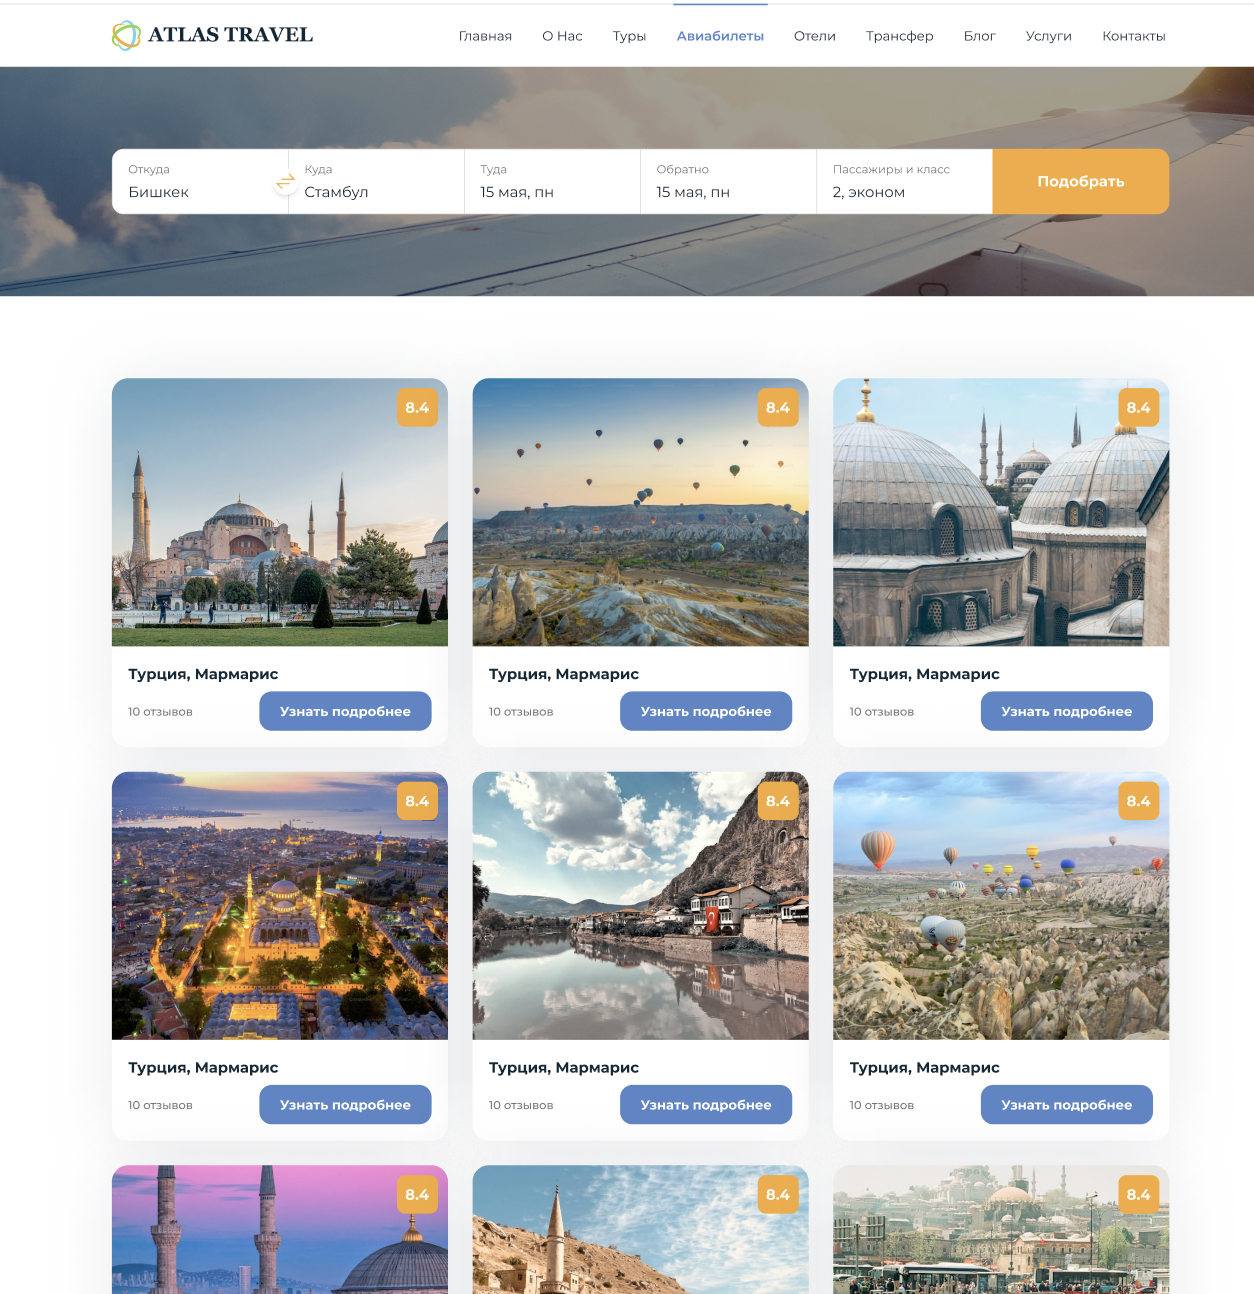 ATLAS TRAVEL
Главная О Нас Туры Авиабилеты Отели Трансфер Блог Услуги Контакты
Откуда Куда Туда Обратно Пассажиры и класс
Бишкек Стамбул 15 мая, пн 15 мая, пн 2, эконом
Подобрать
8.4 8.4 8.4
Турция, Мармарис Турция, Мармарис Турция, Мармарис
10 отзывов Узнать подробнее 10 отзывов Узнать подробнее 10 отзывов Узнать подробнее
8.4 8.4 8.4
Турция, Мармарис Турция, Мармарис Турция, Мармарис
10 отзывов Узнать подробнее 10 отзывов Узнать подробнее 10 отзывов Узнать подробнее
8.4 8.4 8.4